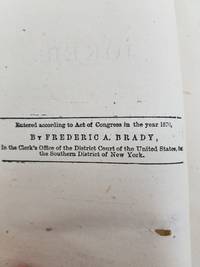 Entered according to Act of Congress in the year 1870,
BY FREDERIC A. BRADY,
In the Clerk's Office of the District Court of the United States, for
the Southern District of New York.